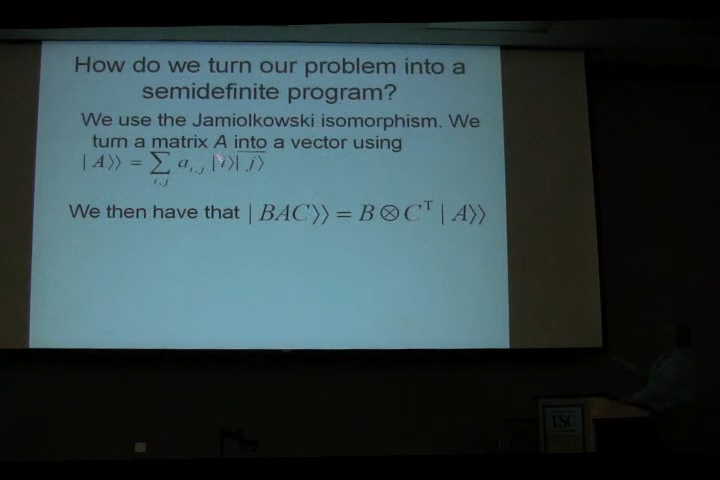 How do we turn our problem into a
semidefinite program?
We use the Jamiolkowski isomorphism. We
turn a matrix A into a vector using
| A⟩⟩ = ∑_{i,j} a_{i,j} | i⟩| j⟩
We then have that | BAC⟩⟩ = B ⊗ C^T | A⟩⟩
USC